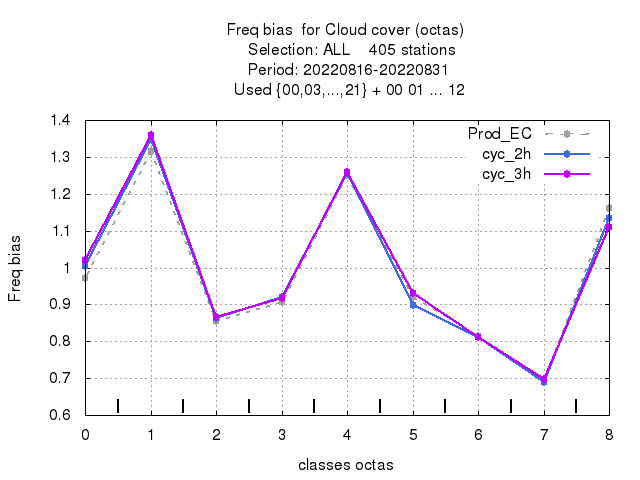 Freq bias  for Cloud cover (octas)
Selection: ALL    405 stations
Period: 20220816-20220831
Used {00,03,...,21} + 00 01 ... 12
Prod_EC
cyc_2h
cyc_3h
1.4
1.3
1.2
1.1
1
0.9
0.8
0.7
0.6
Freq bias
0 1 2 3 4 5 6 7 8
classes octas